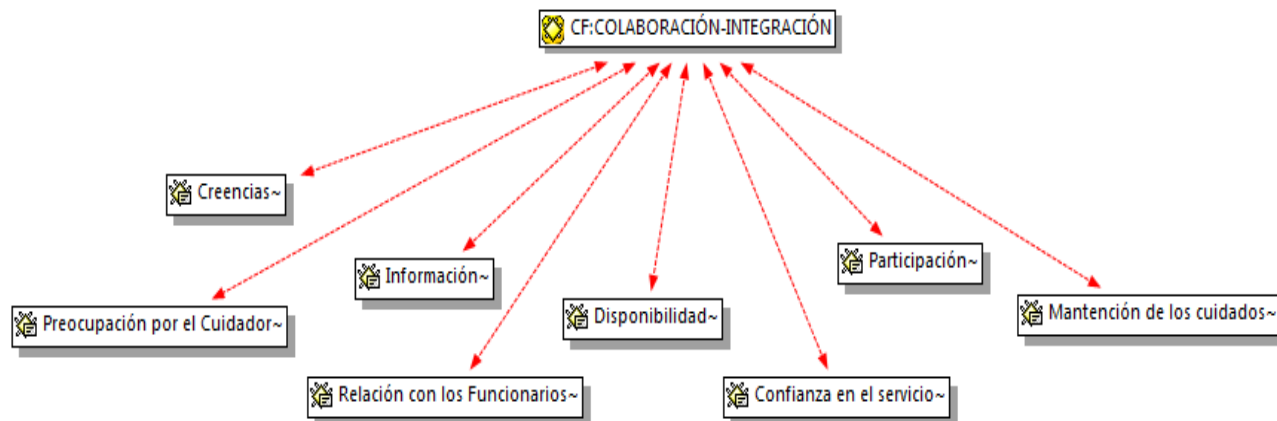 CF:COLABORACIÓN-INTEGRACIÓN
Creencias~
Participación~
Información~
Mantención de los cuidados~
Preocupación por el Cuidador~
Disponibilidad~
Relación con los Funcionarios~
Confianza en el servicio~